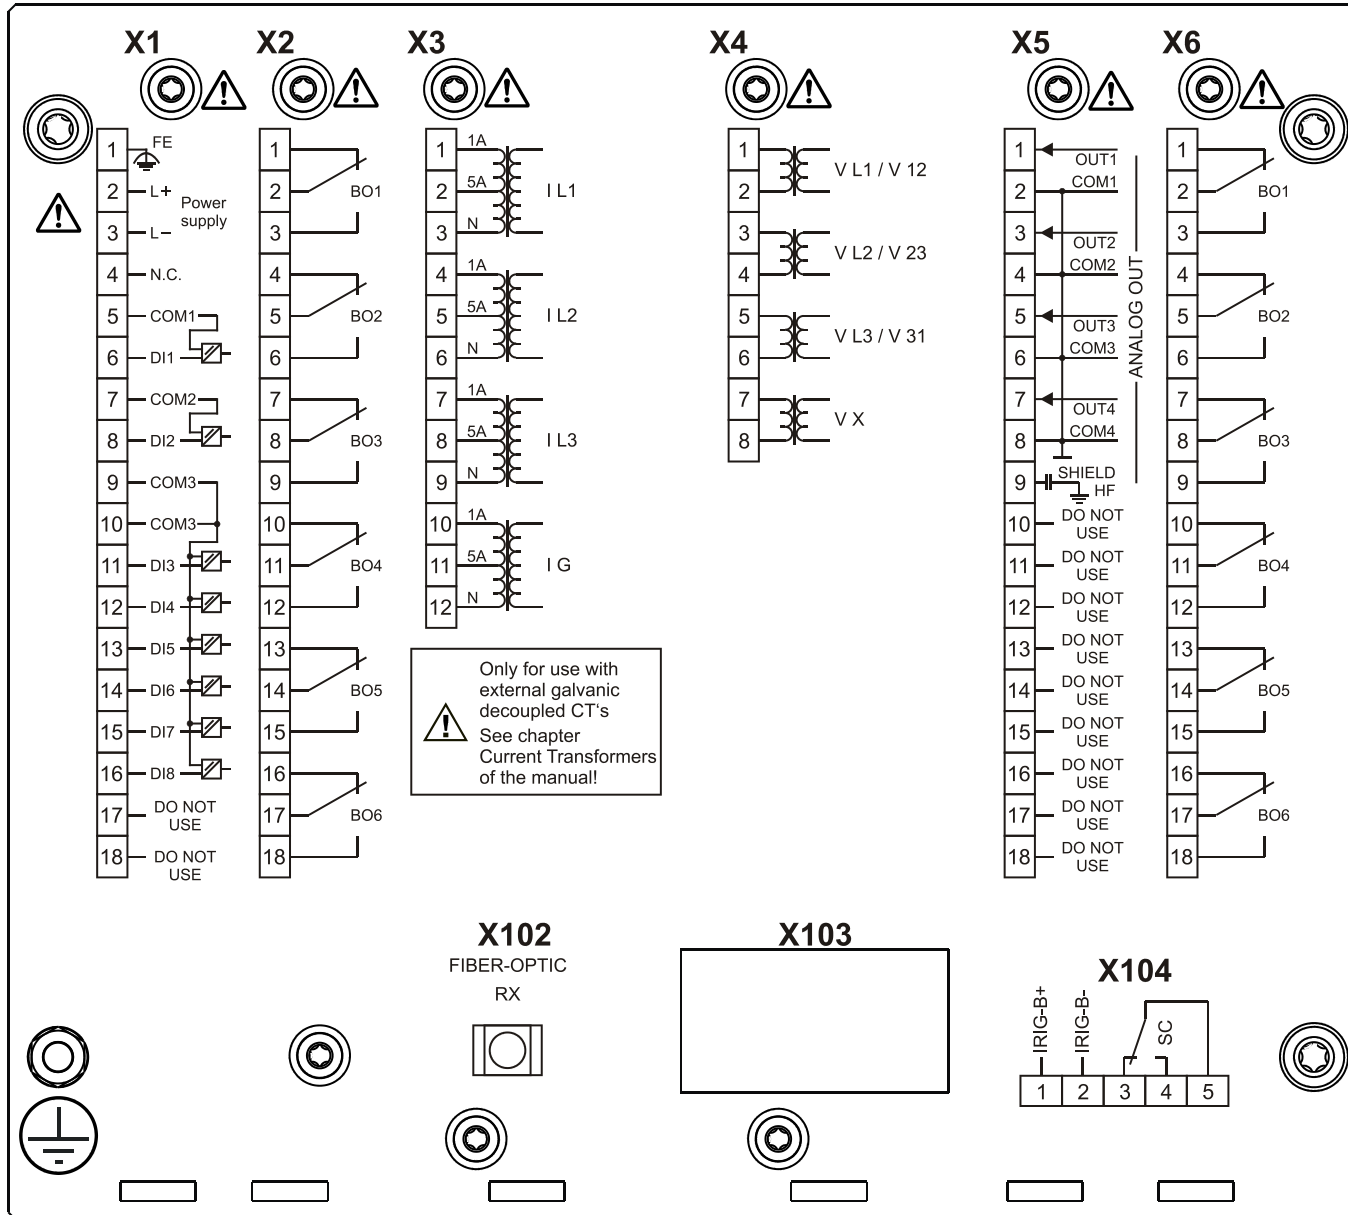 X1 X2 X3 X4 X5 X6
1 FE
2 L+
Power
supply
3 L−
4 N.C.
5 COM1
6 DI1
7 COM2
8 DI2
9 COM3
10 COM3
11 DI3
12 DI4
13 DI5
14 DI6
15 DI7
16 DI8
17 DO NOT
USE
18 DO NOT
USE
1
2 BO1
3
4
5 BO2
6
7
8 BO3
9
10
11 BO4
12
13
14 BO5
15
16
17 BO6
18
1 1A
2 5A I L1
3 N
4 1A
5 5A I L2
6 N
7 1A
8 5A I L3
9 N
10 1A
11 5A I G
12 N
Only for use with
external galvanic
decoupled CT‘s
See chapter
Current Transformers
of the manual!
1
V L1 / V 12
2
3
V L2 / V 23
4
5
V L3 / V 31
6
7
V X
8
1 OUT1
2 COM1
3 OUT2
4 COM2
5 OUT3
6 COM3
7 OUT4
8 COM4
ANALOG OUT
9 SHIELD
HF
10 DO NOT
USE
11 DO NOT
USE
12 DO NOT
USE
13 DO NOT
USE
14 DO NOT
USE
15 DO NOT
USE
16 DO NOT
USE
17 DO NOT
USE
18 DO NOT
USE
1
2 BO1
3
4
5 BO2
6
7
8 BO3
9
10
11 BO4
12
13
14 BO5
15
16
17 BO6
18
X102
FIBER-OPTIC
RX
X103
X104
IRIG-B+
IRIG-B-
SC
1 2 3 4 5